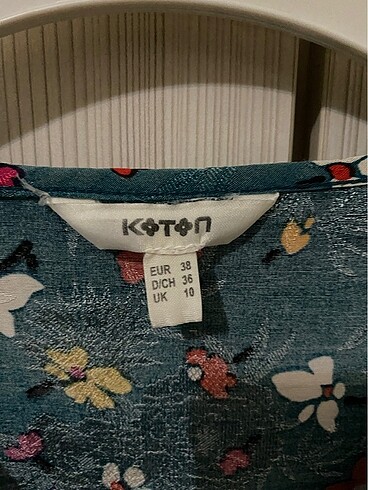 KOTON
EUR 38
D/CH 36
UK 10